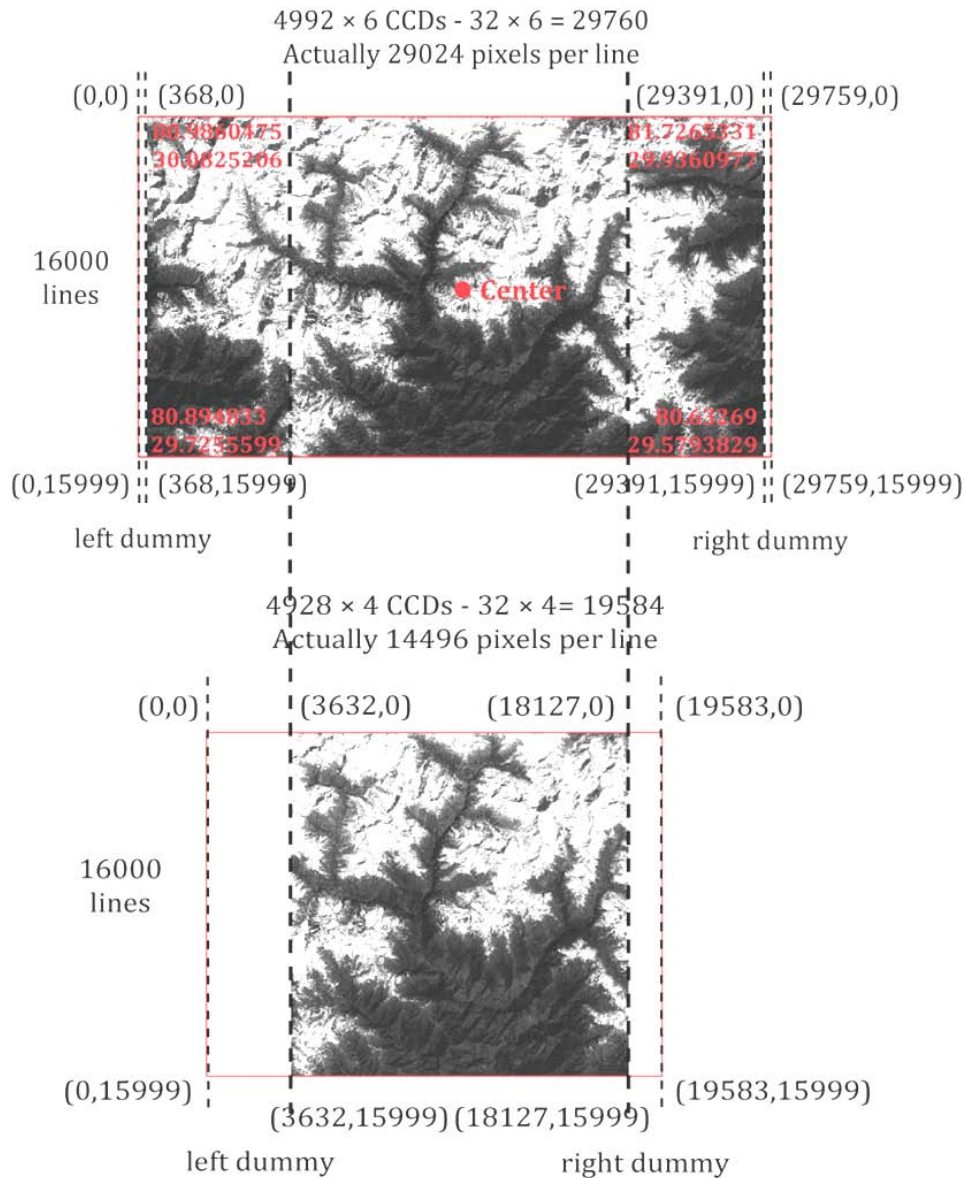 4992 × 6 CCDs - 32 × 6 = 29760
Actually 29024 pixels per line
(0,0) (368,0) (29391,0) (29759,0)
80.9860475 81.7265331
30.0825206 29.9360977
16000
lines
Center
80.894833 80.63269
29.7255599 29.5793829
(0,15999) (368,15999) (29391,15999) (29759,15999)
left dummy right dummy
4928 × 4 CCDs - 32 × 4= 19584
Actually 14496 pixels per line
(0,0) (3632,0) (18127,0) (19583,0)
16000
lines
(0,15999) (19583,15999)
(3632,15999) (18127,15999)
left dummy right dummy